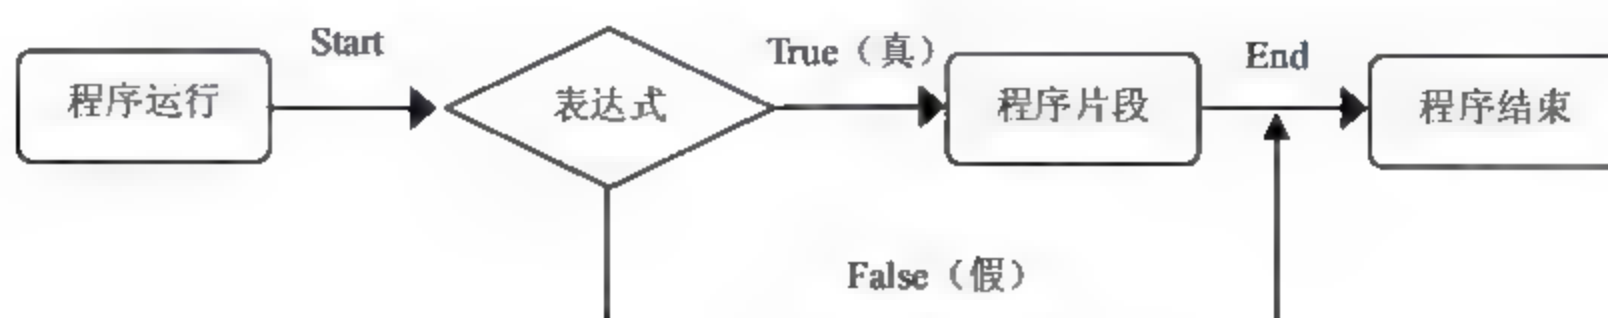 Start
程序运行
表达式
True（真）
程序片段
End
程序结束
False（假）